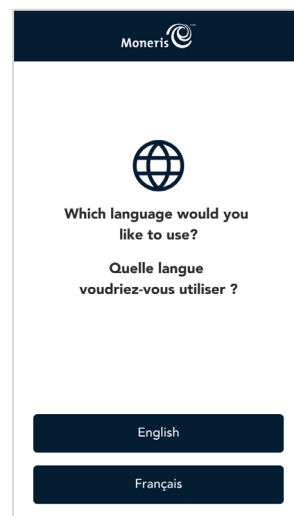 Moneris
Which language would you
like to use?
Quelle langue
voudriez-vous utiliser ?
English
Français